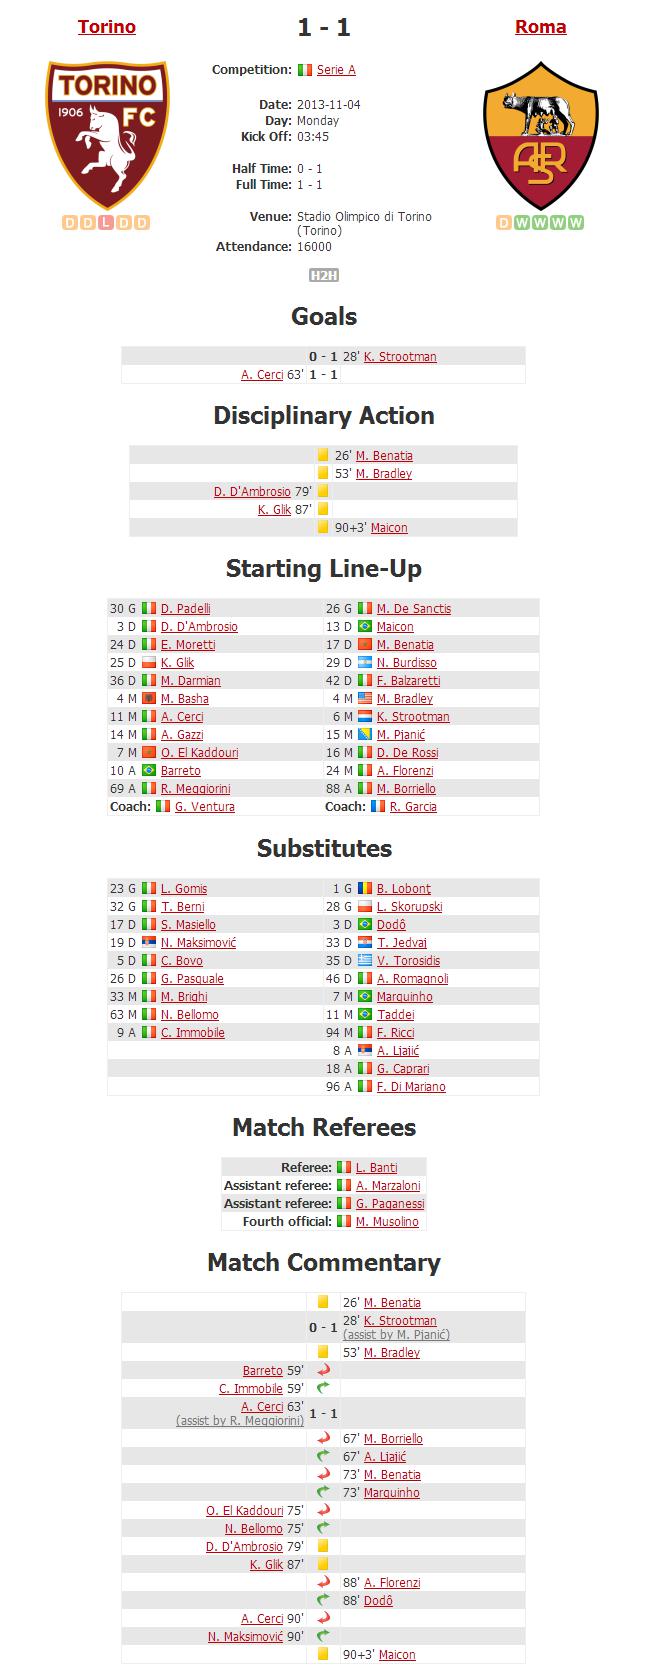 Torino
1 - 1
Roma
TORINO
1906 FC
ASR
Competition: Serie A
Date: 2013-11-04
Day: Monday
Kick Off: 03:45
Half Time: 0 - 1
Full Time: 1 - 1
D D L D D
D W W W W
Venue: Stadio Olimpico di Torino
(Torino)
Attendance: 16000
H2H
Goals
0 - 1 28' K. Strootman
A. Cerci 63' 1 - 1
Disciplinary Action
26' M. Benatia
53' M. Bradley
D. D'Ambrosio 79'
K. Glik 87'
90+3' Maicon
Starting Line-Up
30 G D. Padelli 26 G M. De Sanctis
3 D D. D'Ambrosio 13 D Maicon
24 D E. Moretti 17 D M. Benatia
25 D K. Glik 29 D N. Burdisso
36 D M. Darmian 42 D F. Balzaretti
4 M M. Basha 4 M M. Bradley
11 M A. Cerci 6 M K. Strootman
14 M A. Gazzi 15 M M. Pjanić
7 M O. El Kaddouri 16 M D. De Rossi
10 A Barreto 24 M A. Florenzi
69 A R. Meggiorini 88 A M. Borriello
Coach: G. Ventura Coach: R. Garcia
Substitutes
23 G L. Gomis 1 G B. Lobonţ
32 G T. Berni 28 G L. Skorupski
17 D S. Masiello 3 D Dodô
19 D N. Maksimović 33 D T. Jedvaj
5 D C. Bovo 35 D V. Torosidis
26 D G. Pasquale 46 D A. Romagnoli
33 M M. Brighi 7 M Marquinho
63 M N. Bellomo 11 M Taddei
9 A C. Immobile 94 M F. Ricci
8 A A. Ljajić
18 A G. Caprari
96 A F. Di Mariano
Match Referees
Referee: L. Banti
Assistant referee: A. Marzaloni
Assistant referee: G. Paganessi
Fourth official: M. Musolino
Match Commentary
26' M. Benatia
0 - 1 28' K. Strootman
(assist by M. Pjanić)
53' M. Bradley
Barreto 59'
C. Immobile 59'
A. Cerci 63' 1 - 1
(assist by R. Meggiorini)
67' M. Borriello
67' A. Ljajić
73' M. Benatia
73' Marquinho
O. El Kaddouri 75'
N. Bellomo 75'
D. D'Ambrosio 79'
K. Glik 87'
88' A. Florenzi
88' Dodô
A. Cerci 90'
N. Maksimović 90'
90+3' Maicon